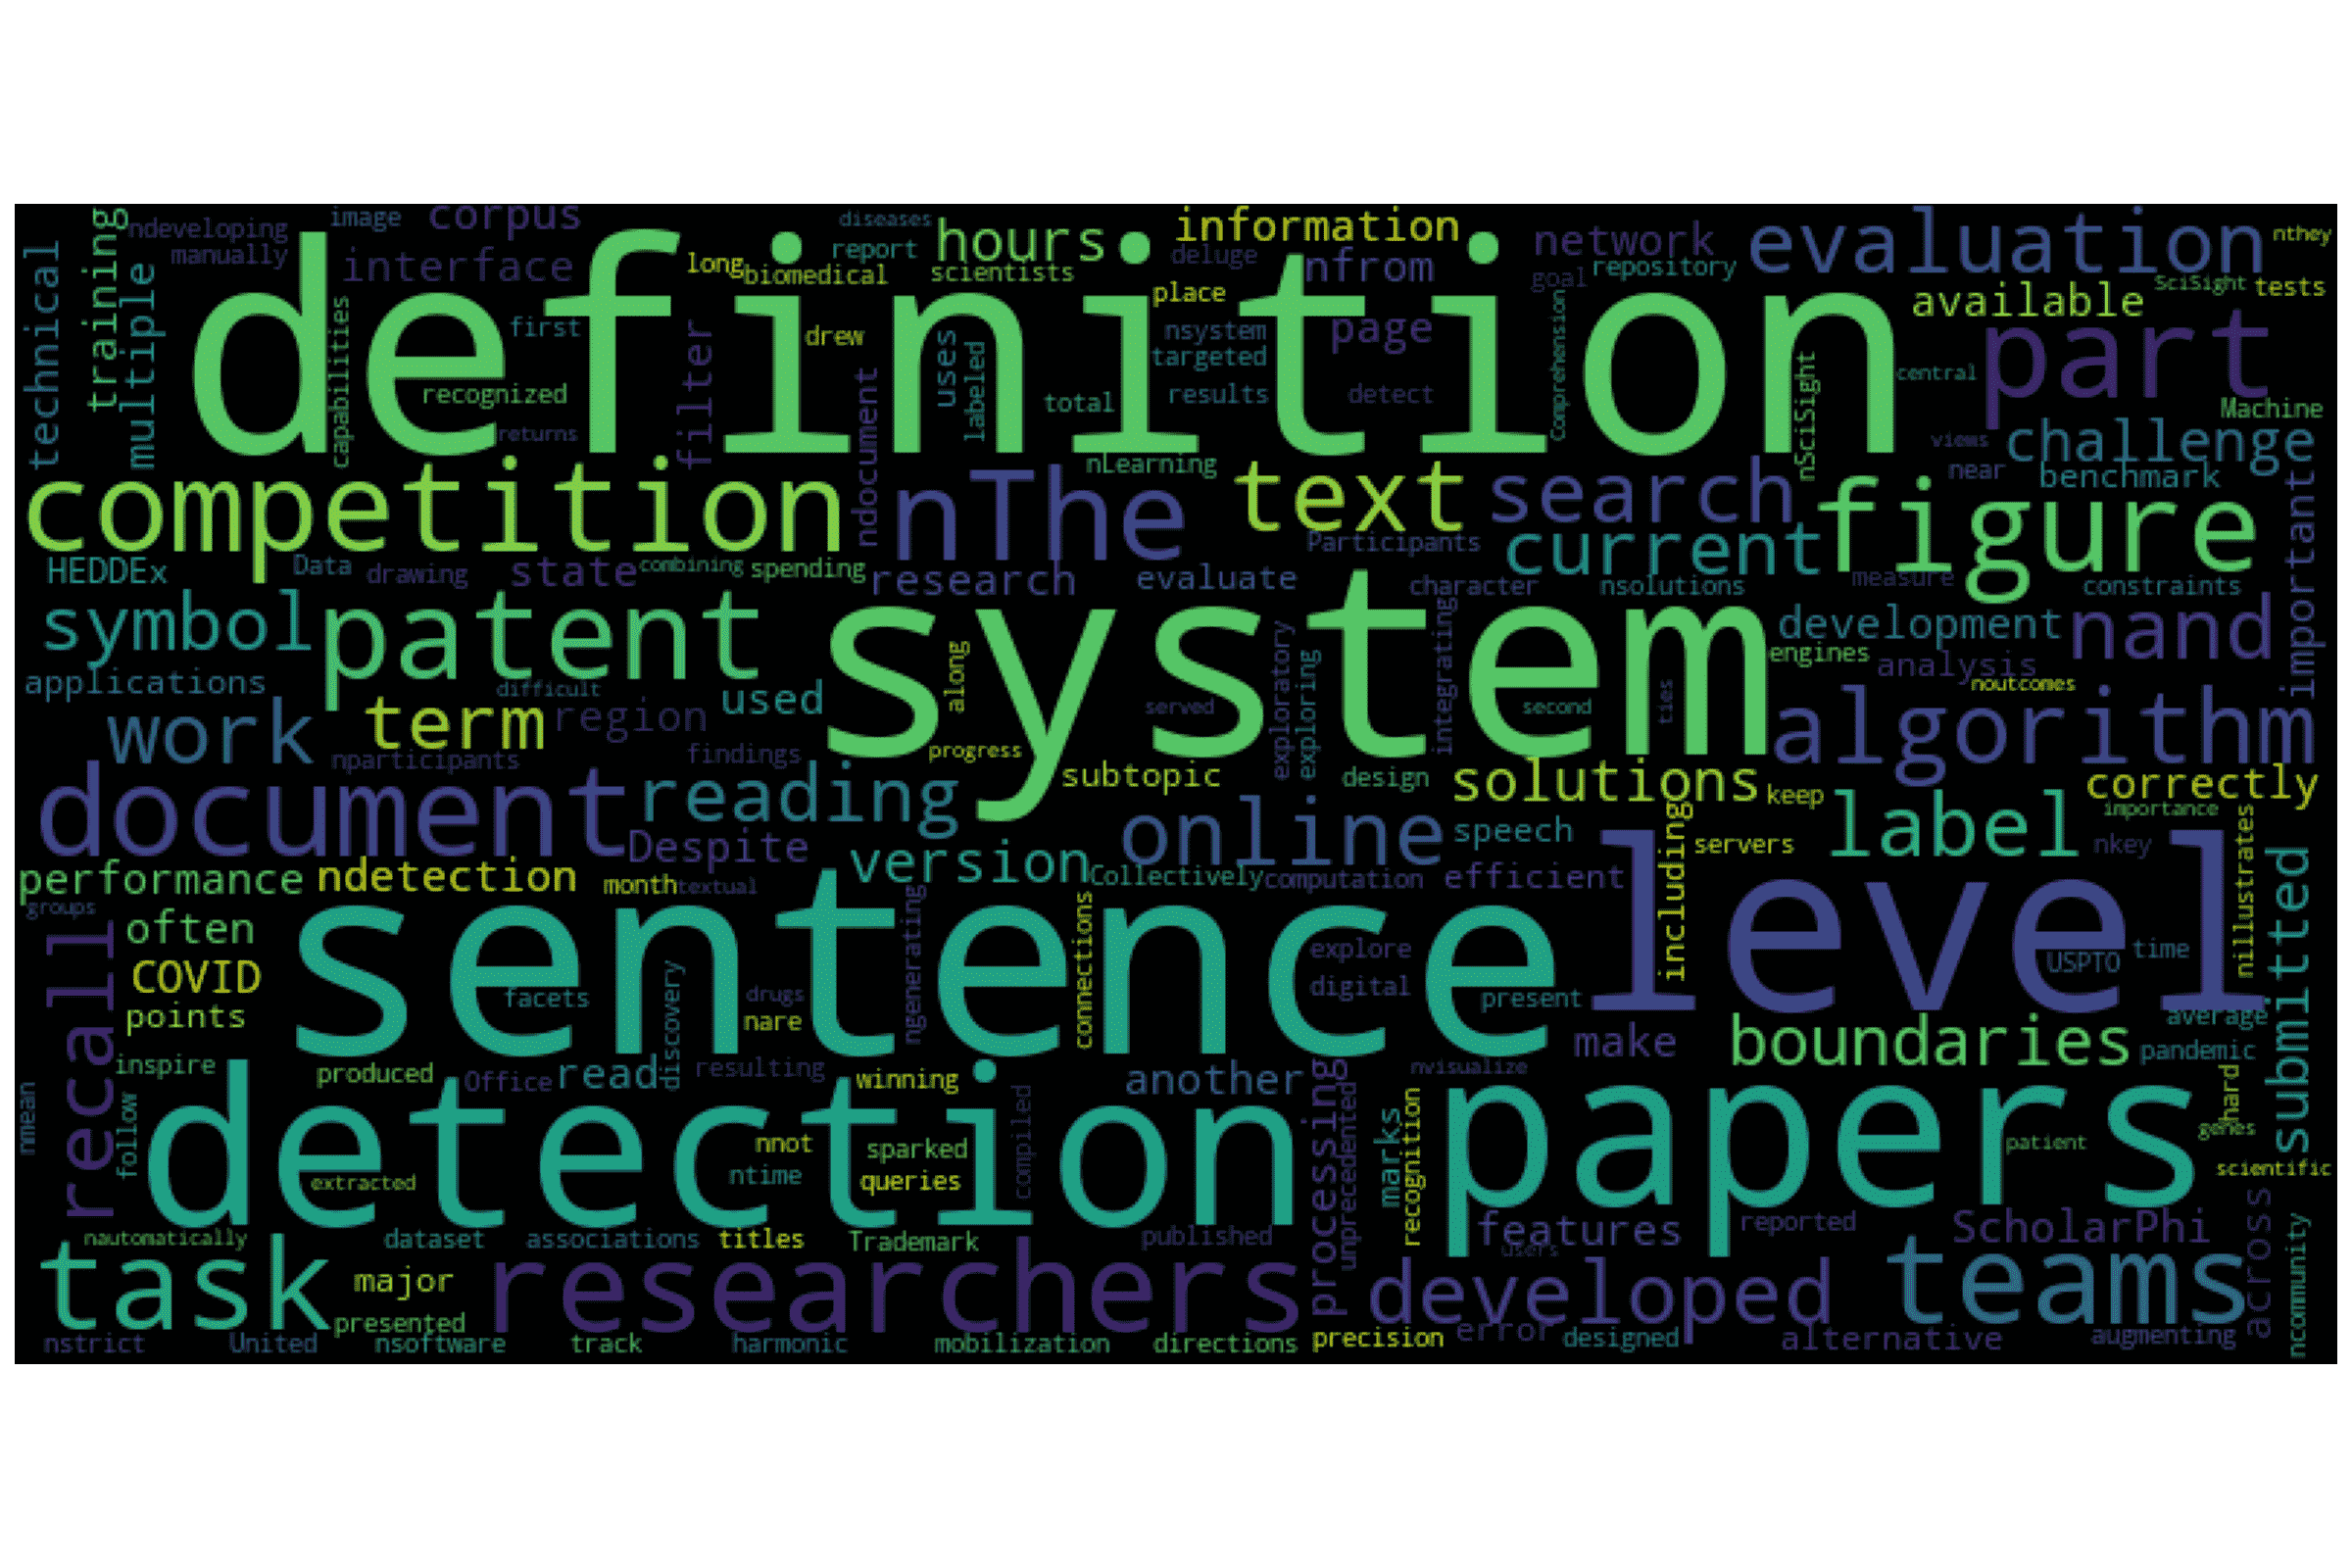 definition
system
sentence
level
detection
papers
competition
nThe
text
search
current
figure
part
evaluation
hours
information
nfrom
network
repository
goal
available
SciSight
tests
nthey
corpus
interface
image
ndeveloping
manually
training
multiple
technical
capabilities
first
recognized
returns
filter
long
biomedical
diseases
report
scientists
drew
uses
labeled
ndocument
total
nsystem
targeted
results
place
deluge
page
detect
Comprehension
nSciSight
central
Machine
views
near
challenge
benchmark
important
nLearning
Participants
HEDDEx
Data
drawing
state
combining
spending
research
evaluate
character
nsolutions
measure
constraints
symbol
patent
development
nand
engines
analysis
noutcomes
applications
difficult
work
term
region
used
along
findings
nparticipants
progress
served
exploratory
exploring
integrating
second
ties
algorithm
document
reading
Despite
subtopic
design
solutions
keep
correctly
importance
online
speech
including
servers
label
nkey
nillustrates
submitted
performance
ndetection
month
textual
version
Collectively
computation
efficient
groups
recall
often
COVID
points
facets
discovery
drugs
nare
ngenerating
connections
explore
digital
present
USPTO
time
average
inspire
produced
Office
read
resulting
winning
another
nvisualize
make
boundaries
pandemic
nmean
follow
extracted
nnot
ntime
sparked
queries
compiled
processing
unprecedented
marks
recognition
patient
genes
hard
scientific
nautomatically
dataset
associations
titles
Trademark
published
features
users
reported
ScholarPhi
across
ncommunity
task
major
presented
researchers
developed
teams
nstrict
United
nsoftware
track
harmonic
mobilization
directions
precision
error
designed
alternative
augmenting